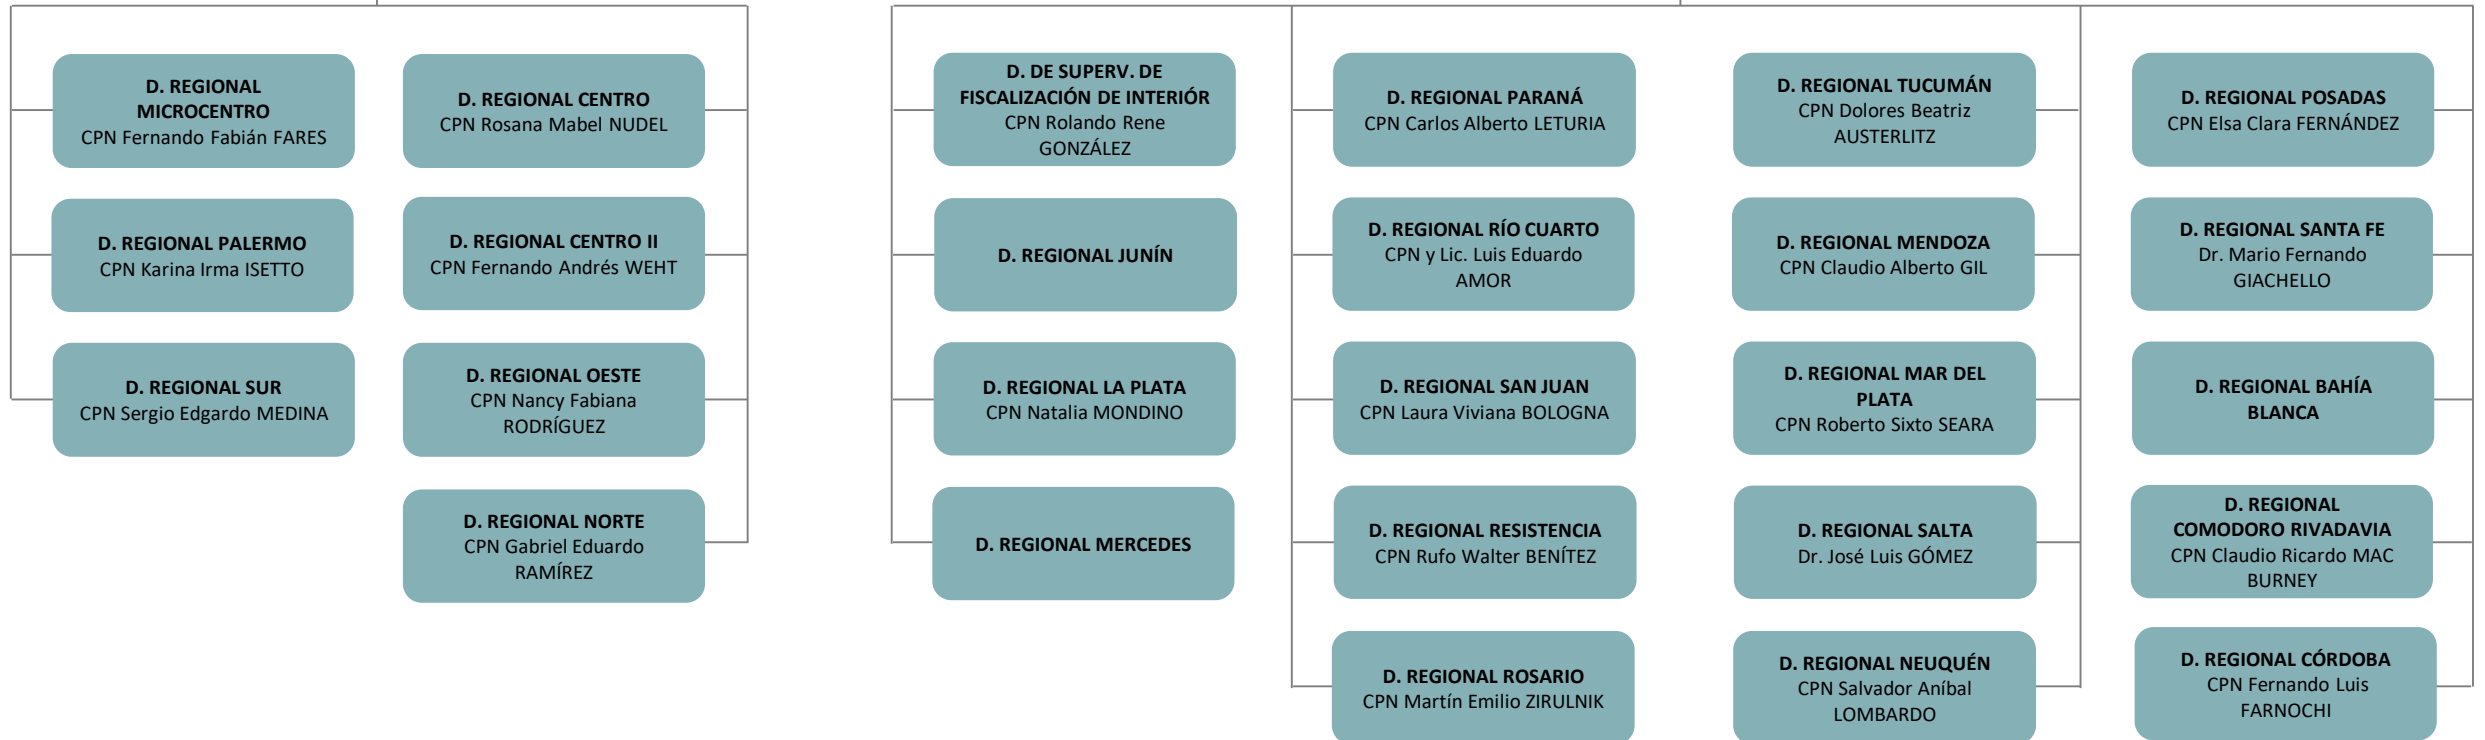 D. REGIONAL
MICROCENTRO
CPN Fernando Fabián FARES
D. REGIONAL PALERMO
CPN Karina Irma ISETTO
D. REGIONAL SUR
CPN Sergio Edgardo MEDINA
D. REGIONAL CENTRO
CPN Rosana Mabel NUDEL
D. REGIONAL CENTRO II
CPN Fernando Andrés WEHT
D. REGIONAL OESTE
CPN Nancy Fabiana
RODRÍGUEZ
D. REGIONAL NORTE
CPN Gabriel Eduardo
RAMÍREZ
D. DE SUPERV. DE
FISCALIZACIÓN DE INTERIÓR
CPN Rolando Rene
GONZÁLEZ
D. REGIONAL JUNÍN
D. REGIONAL LA PLATA
CPN Natalia MONDINO
D. REGIONAL MERCEDES
D. REGIONAL PARANÁ
CPN Carlos Alberto LETURIA
D. REGIONAL RÍO CUARTO
CPN y Lic. Luis Eduardo
AMOR
D. REGIONAL SAN JUAN
CPN Laura Viviana BOLOGNA
D. REGIONAL RESISTENCIA
CPN Rufo Walter BENÍTEZ
D. REGIONAL ROSARIO
CPN Martín Emilio ZIRULNIK
D. REGIONAL TUCUMÁN
CPN Dolores Beatriz
AUSTERLITZ
D. REGIONAL MENDOZA
CPN Claudio Alberto GIL
D. REGIONAL MAR DEL
PLATA
CPN Roberto Sixto SEARA
D. REGIONAL SALTA
Dr. José Luis GÓMEZ
D. REGIONAL NEUQUÉN
CPN Salvador Aníbal
LOMBARDO
D. REGIONAL POSADAS
CPN Elsa Clara FERNÁNDEZ
D. REGIONAL SANTA FE
Dr. Mario Fernando
GIACHELLO
D. REGIONAL BAHÍA
BLANCA
D. REGIONAL
COMODORO RIVADAVIA
CPN Claudio Ricardo MAC
BURNEY
D. REGIONAL CÓRDOBA
CPN Fernando Luis
FARNOCHI